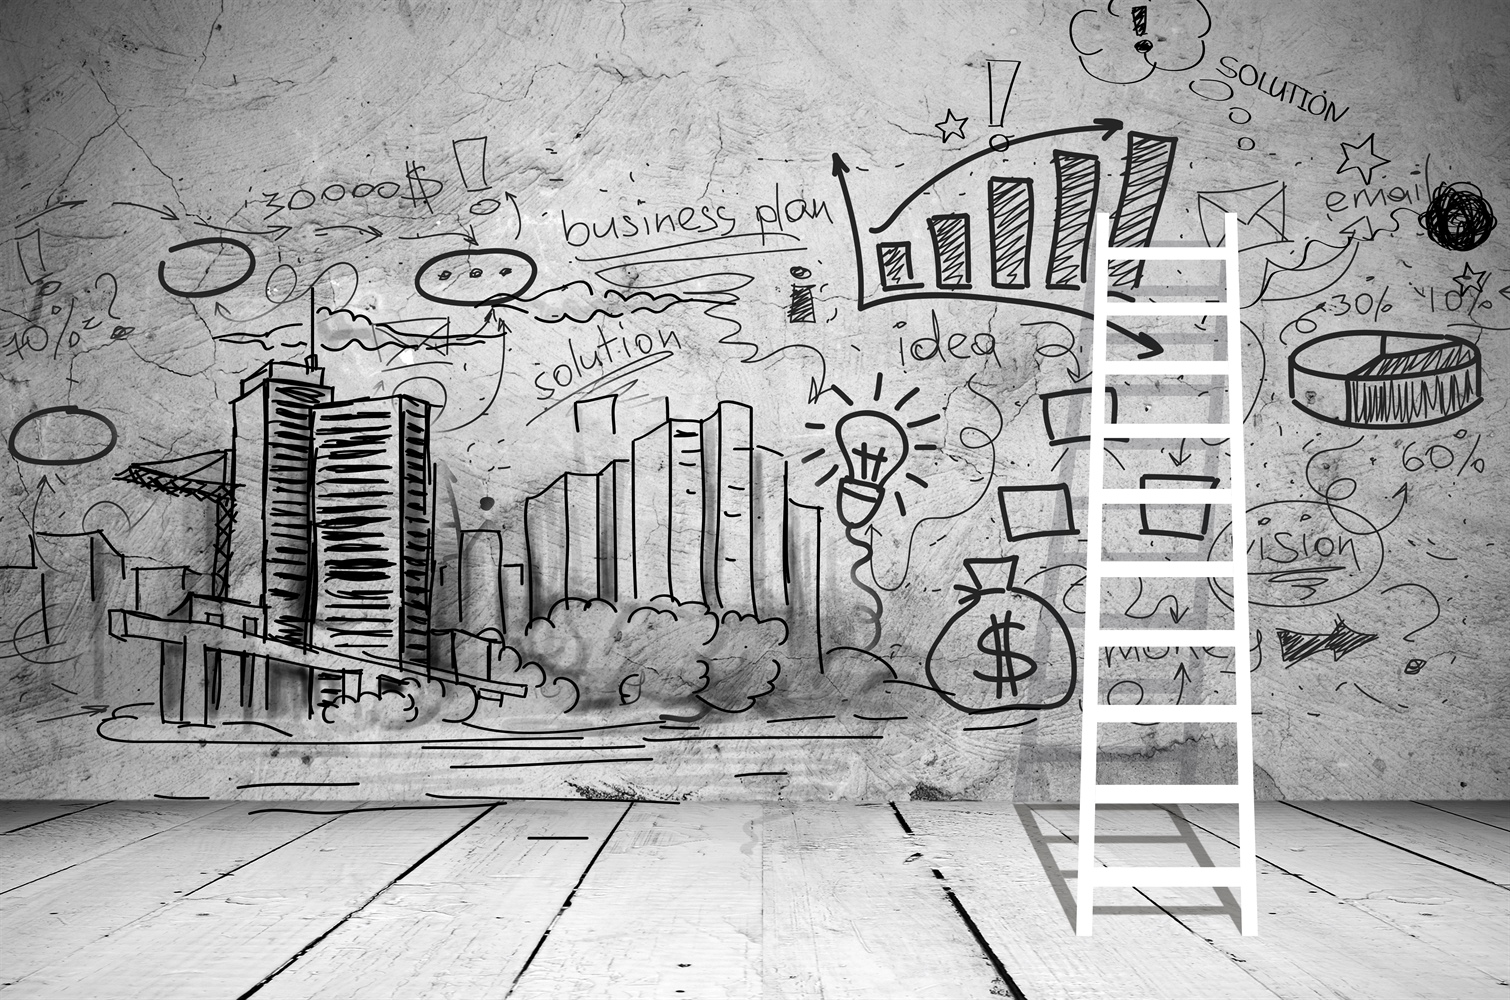 !
SOLUTION
!
30000$ !
business plan
email
!
10%=?
i
-30% 10%
solution
idea
60%
vision
$
money